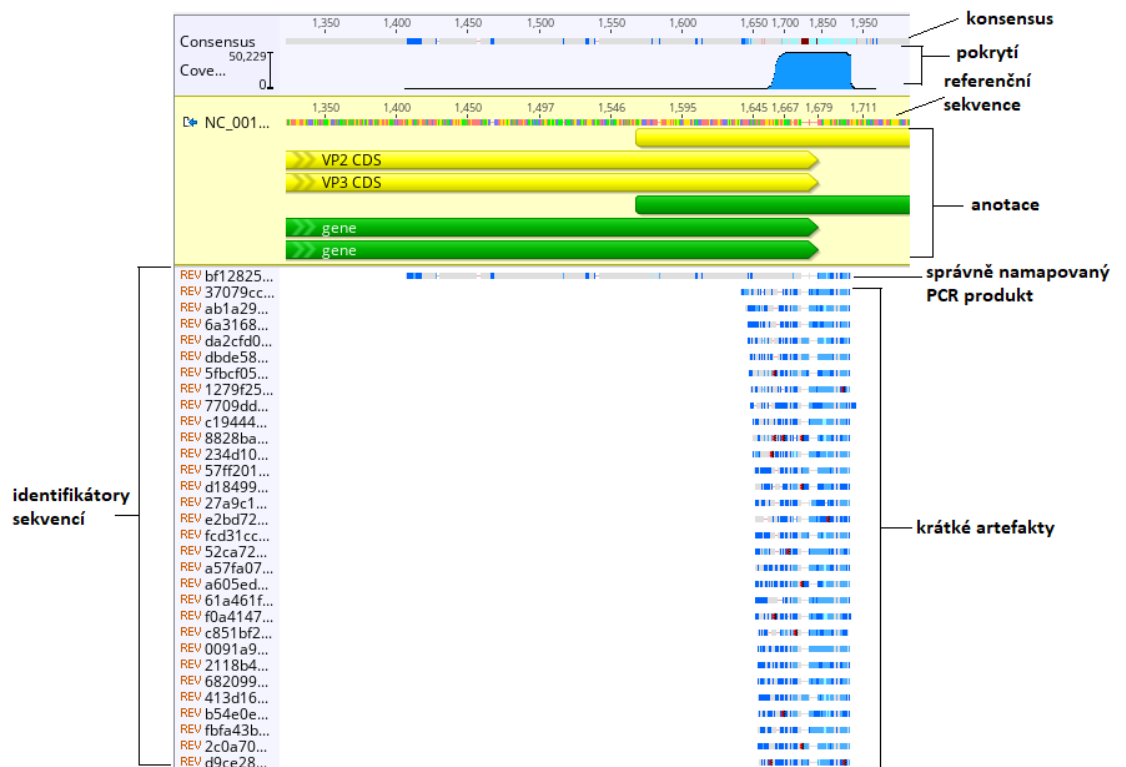 1,350 1,400 1,450 1,500 1,550 1,600 1,650 1,700 1,850 1,950
konsensus
Consensus
50,229
pokrytí
Cove...
0
referenční
sekvence
1,350 1,400 1,450 1,497 1,546 1,595 1,645 1,667 1,679 1,711
NC_001...
VP2 CDS
VP3 CDS
anotace
gene
gene
REV bf12825...
správně namapovaný
PCR produkt
REV 37079cc...
REV ab1a29...
REV 6a3168...
REV da2cfd0...
REV dbde58...
REV 5fbcf05...
REV 1279f25...
REV 7709dd...
REV c19444...
REV 8828ba...
REV 234d10...
REV 57ff201...
REV d18499...
identifikátory
sekvencí
REV 27a9c1...
REV e2bd72...
krátké artefakty
REV fcd31cc...
REV 52ca72...
REV a57fa07...
REV a605ed...
REV 61a461f...
REV f0a4147...
REV c851bf2...
REV 0091a9...
REV 2118b4...
REV 682099...
REV 413d16...
REV b54e0e...
REV fbfa43b...
REV 2c0a70...
REV d9ce28...